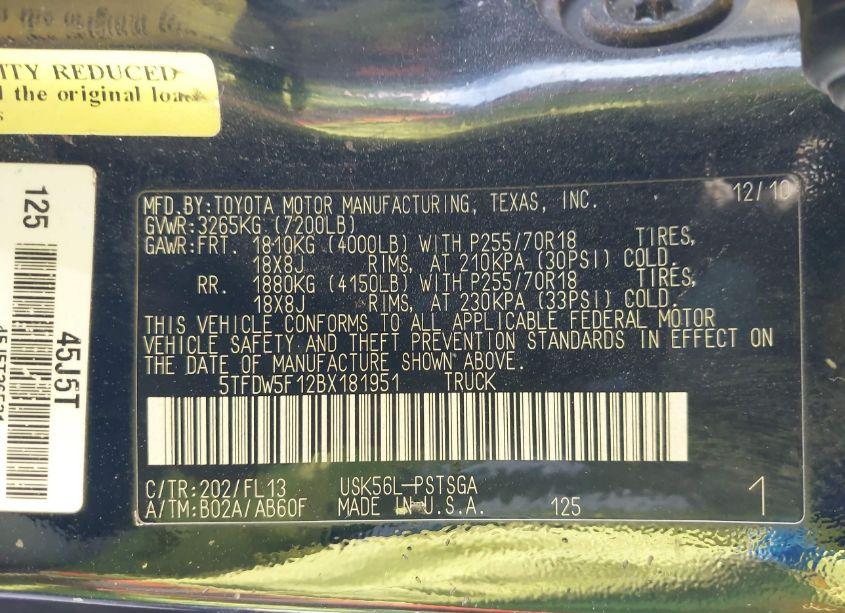 ITY REDUCED
the original load
s
125
45J5T
MFD.BY:TOYOTA MOTOR MANUFACTURING, TEXAS, INC. 12/10
GVWR:3265KG (7200LB)
GAWR:FRT. 1810KG (4000LB) WITH P255/70R18 TIRES,
18X8J RIMS, AT 210KPA (30PSI) COLD.
RR. 1880KG (4150LB) WITH P255/70R18 TIRES,
18X8J RIMS, AT 230KPA (33PSI) COLD.
THIS VEHICLE CONFORMS TO ALL APPLICABLE FEDERAL MOTOR
VEHICLE SAFETY AND THEFT PREVENTION STANDARDS IN EFFECT ON
THE DATE OF MANUFACTURE SHOWN ABOVE.
5TFDW5F12BX181951 TRUCK
C/TR:202/FL13 USK56L-PSTSGA
A/TM:B02A/AB60F MADE IN U.S.A. 125 1